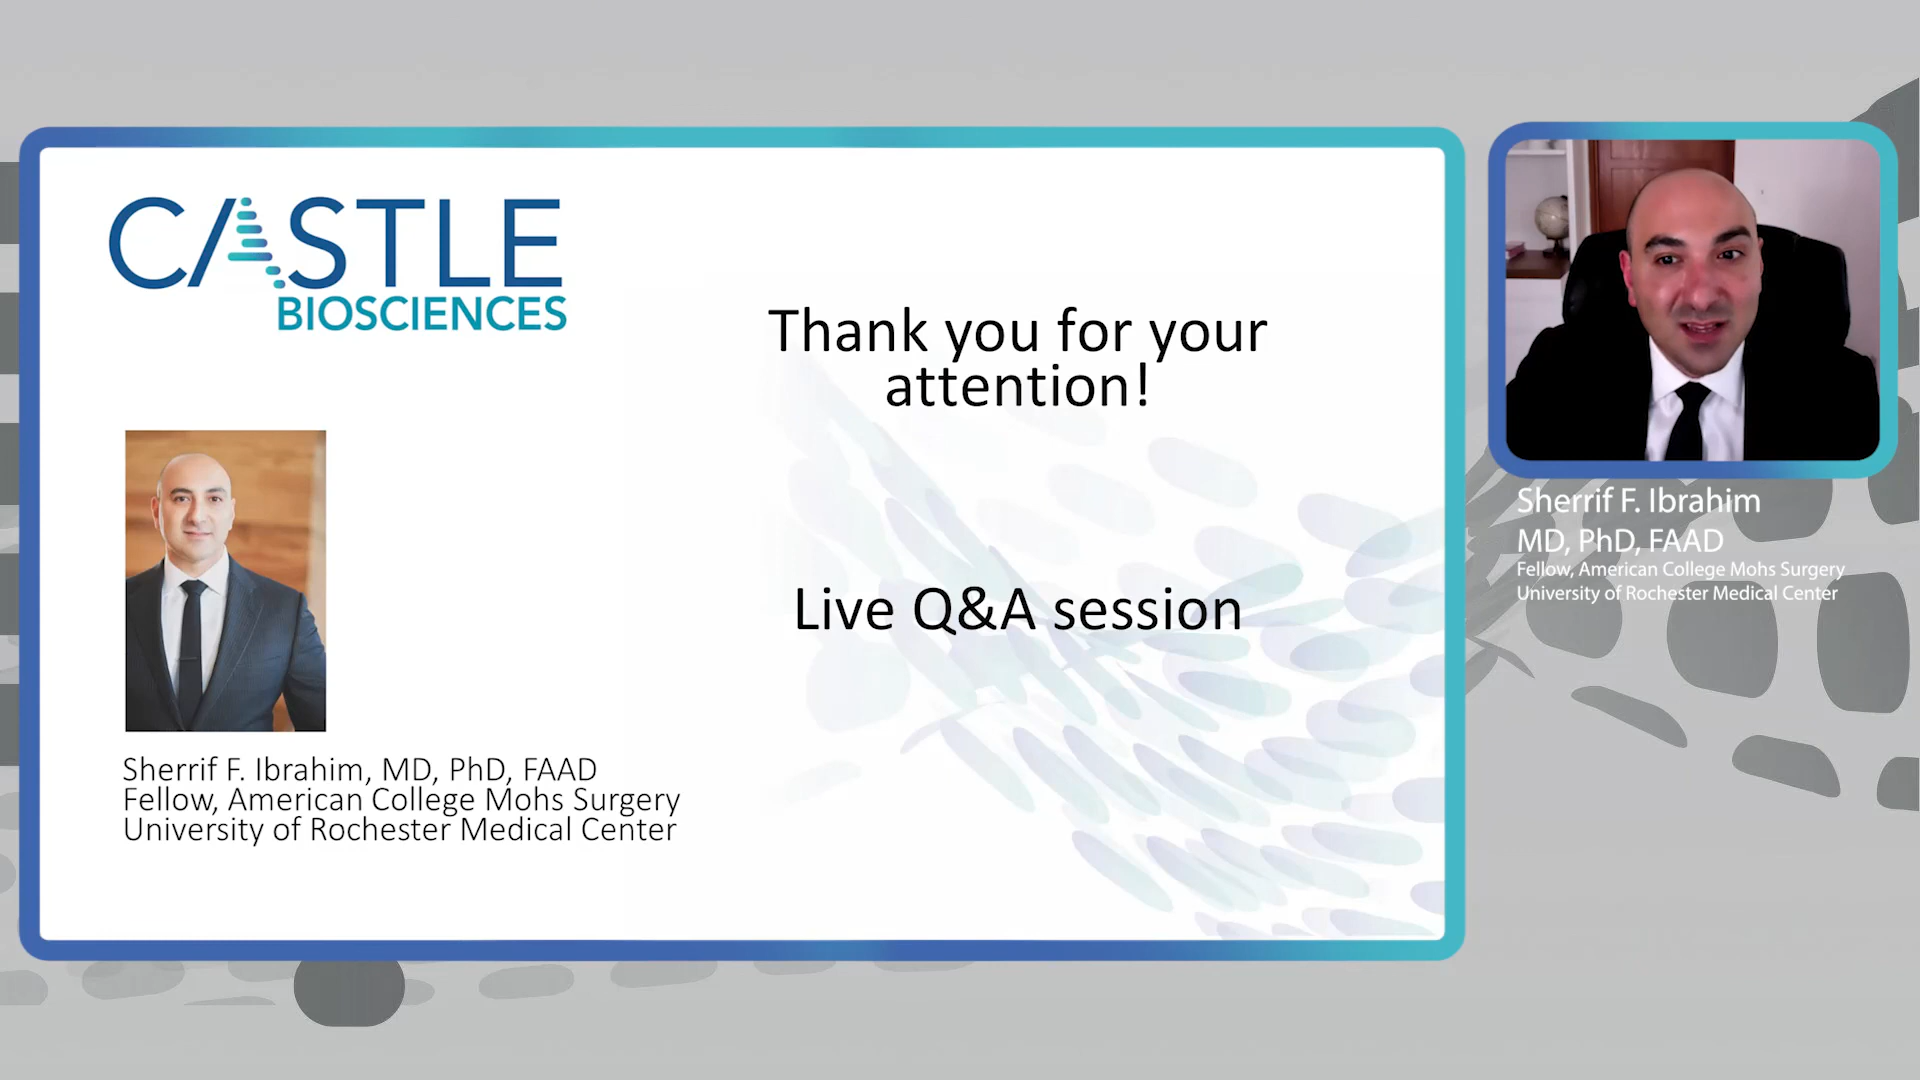 CASTLE
BIOSCIENCES
Thank you for your
attention!
Live Q&A session
Sherrif F. Ibrahim, MD, PhD, FAAD
Fellow, American College Mohs Surgery
University of Rochester Medical Center
Sherrif F. Ibrahim
MD, PhD, FAAD
Fellow, American College Mohs Surgery
University of Rochester Medical Center